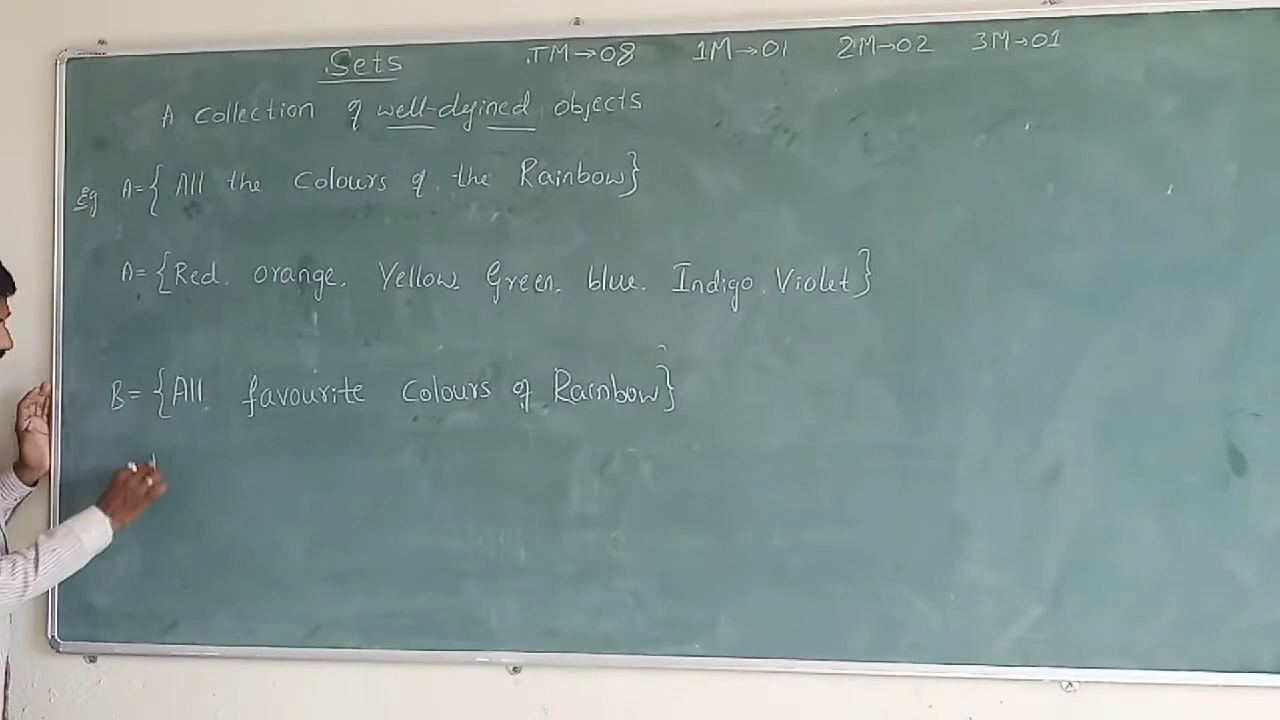 Sets TM→08 1M→01 2M→02 3M→01
A collection of well-defined objects
Eg A={All the Colours of the Rainbow}
A={Red, orange, Yellow, Green, blue, Indigo, Violet}
B={All favourite Colours of Rainbow}